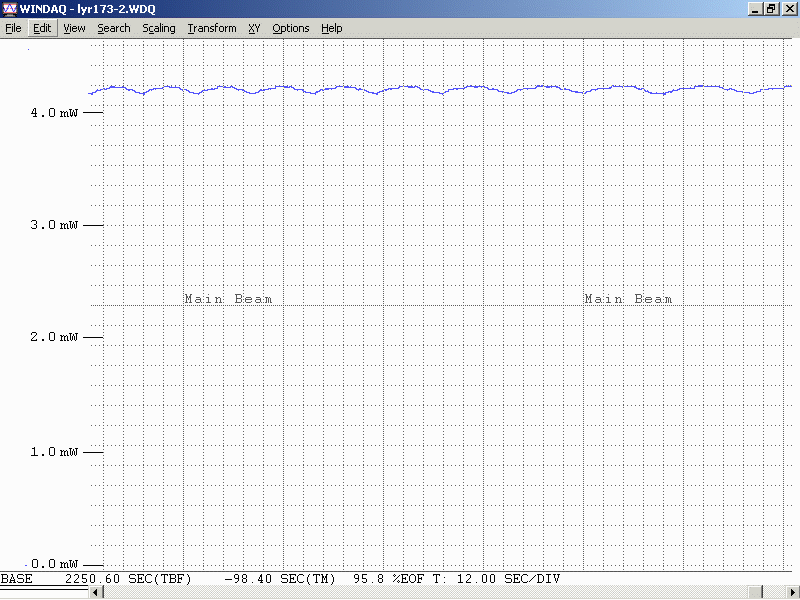 WINDAQ - lyr173-2.WDQ
File Edit View Search Scaling Transform XY Options Help
4.0 mW
3.0 mW
Main Beam Main Beam
2.0 mW
1.0 mW
0.0 mW
BASE 2250.60 SEC(TBF) -98.40 SEC(TM) 95.8 %EOF T: 12.00 SEC/DIV